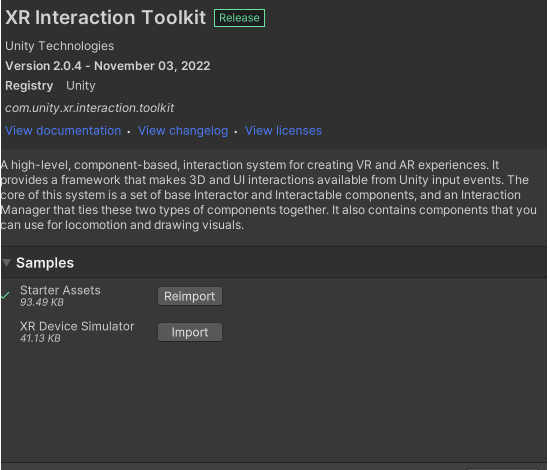 XR Interaction Toolkit Release
Unity Technologies
Version 2.0.4 - November 03, 2022
Registry Unity
com.unity.xr.interaction.toolkit
View documentation • View changelog • View licenses
A high-level, component-based, interaction system for creating VR and AR experiences. It
provides a framework that makes 3D and UI interactions available from Unity input events. The
core of this system is a set of base Interactor and Interactable components, and an Interaction
Manager that ties these two types of components together. It also contains components that you
can use for locomotion and drawing visuals.
Samples
Starter Assets Reimport
93.49 KB
XR Device Simulator Import
41.13 KB